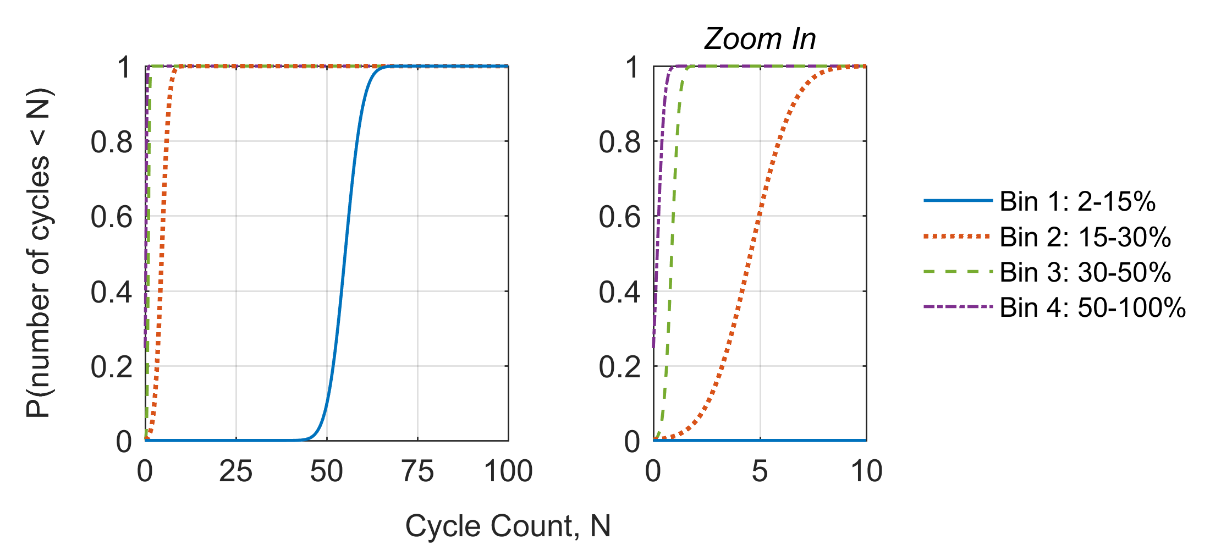 Zoom In
P(number of cycles < N)
1
0.8
0.6
0.4
0.2
0
0 25 50 75 100
1
0.8
0.6
0.4
0.2
0
0 5 10
Cycle Count, N
Bin 1: 2-15%
Bin 2: 15-30%
Bin 3: 30-50%
Bin 4: 50-100%